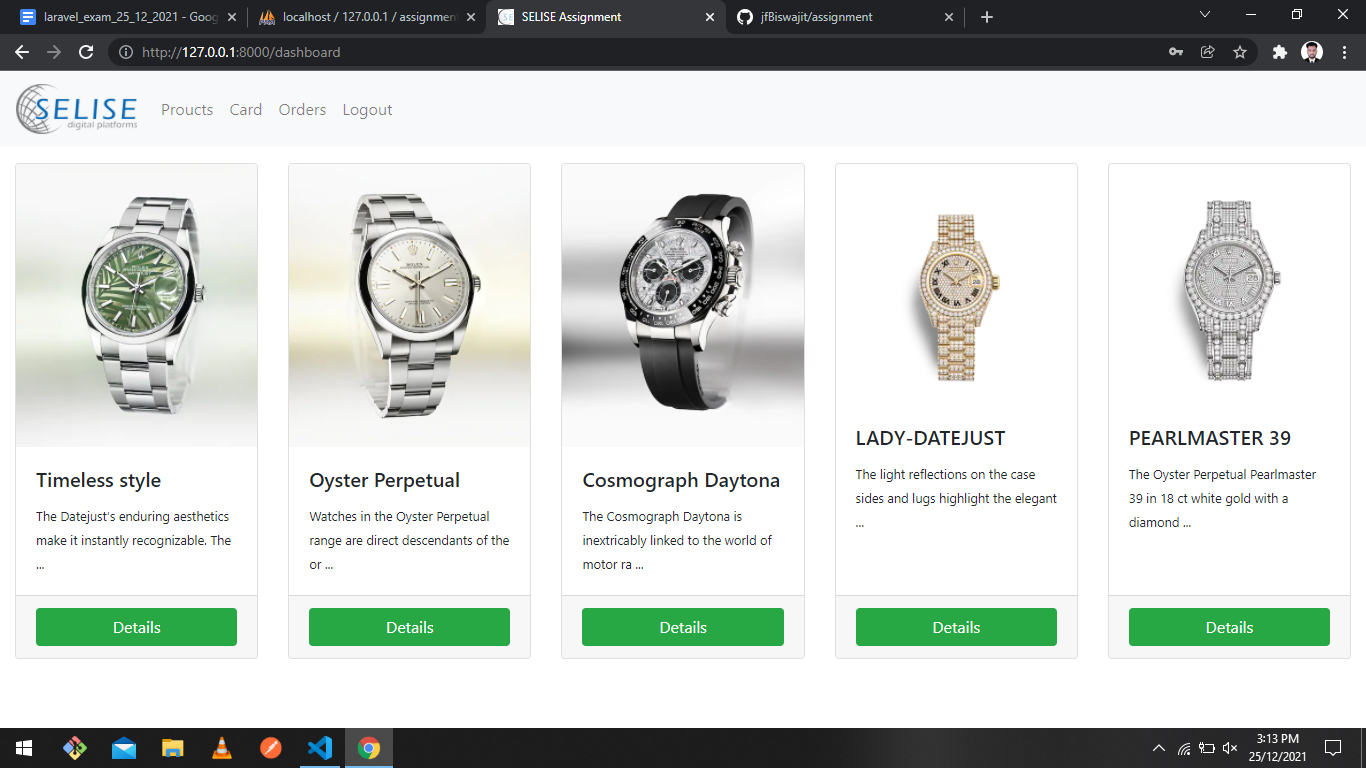 laravel_exam_25_12_2021 - Goog
localhost / 127.0.0.1 / assignment
SELISE Assignment
jfBiswajit/assignment
http://127.0.0.1:8000/dashboard
SELISE
digital platforms
Proucts
Card
Orders
Logout
Timeless style
The Datejust's enduring aesthetics
make it instantly recognizable. The
...
Details
Oyster Perpetual
Watches in the Oyster Perpetual
range are direct descendants of the
or ...
Details
Cosmograph Daytona
The Cosmograph Daytona is
inextricably linked to the world of
motor ra ...
Details
LADY-DATEJUST
The light reflections on the case
sides and lugs highlight the elegant
...
Details
PEARLMASTER 39
The Oyster Perpetual Pearlmaster
39 in 18 ct white gold with a
diamond ...
Details
3:13 PM
25/12/2021